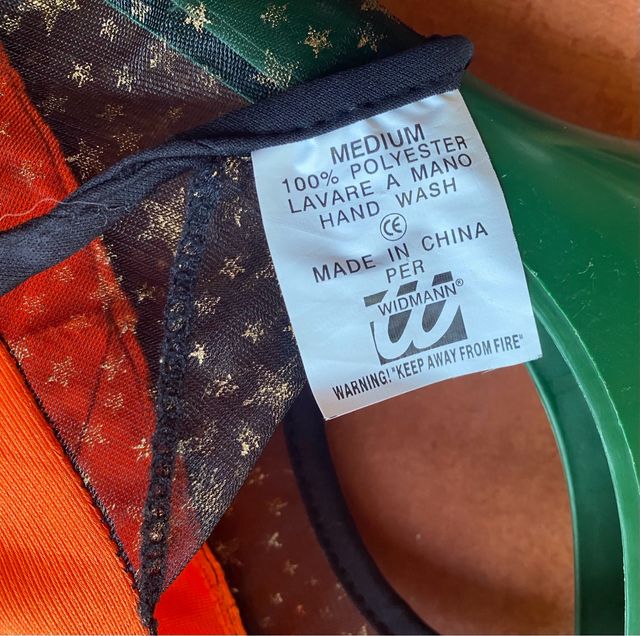 MEDIUM
100% POLYESTER
LAVARE A MANO
HAND WASH
CE
MADE IN CHINA
PER
W
WIDMANN®
WARNING! "KEEP AWAY FROM FIRE"